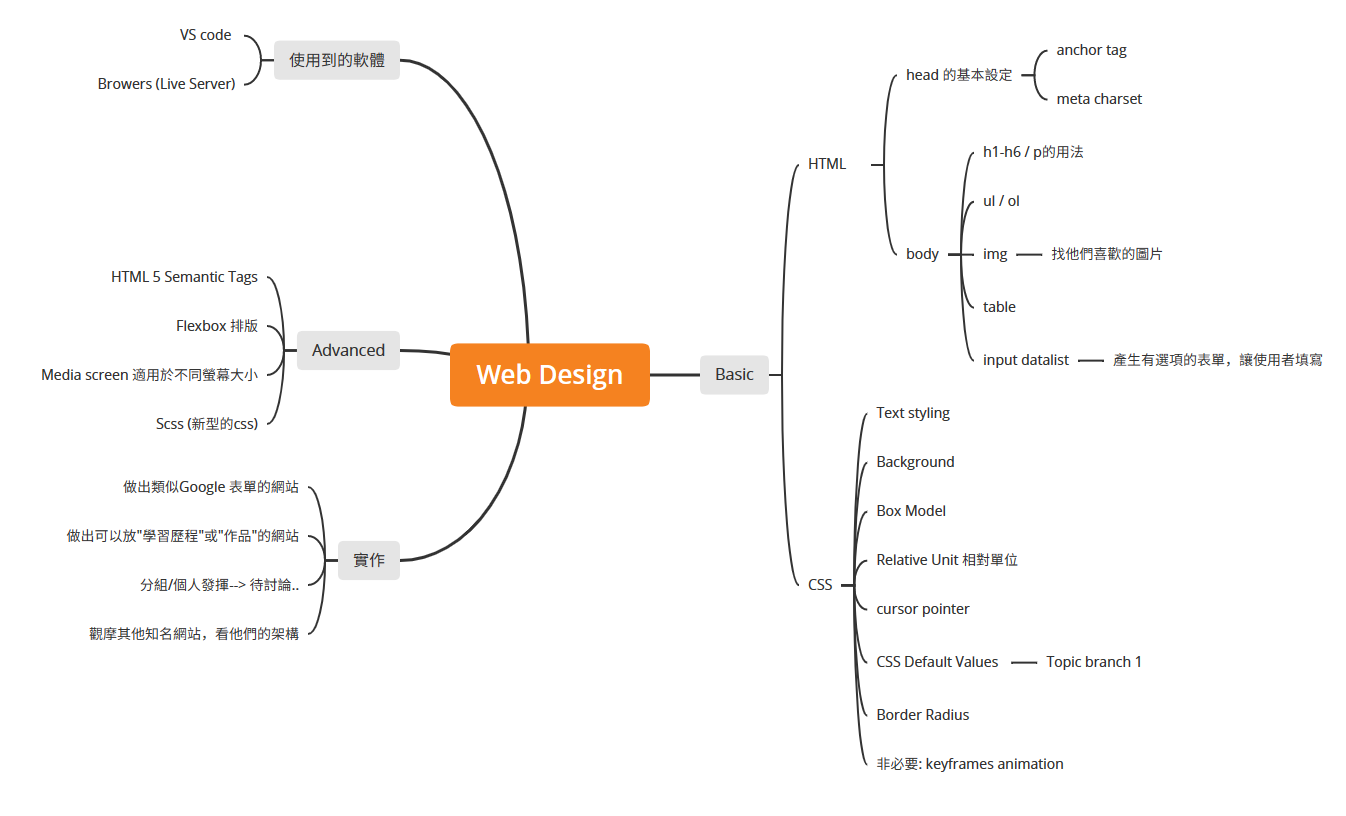 Web Design
使用到的軟體
VS code
Browers (Live Server)
Advanced
HTML 5 Semantic Tags
Flexbox 排版
Media screen 適用於不同螢幕大小
Scss (新型的css)
實作
做出類似Google 表單的網站
做出可以放"學習歷程"或"作品"的網站
分組/個人發揮--> 待討論..
觀摩其他知名網站，看他們的架構
Basic
HTML
head 的基本設定
anchor tag
meta charset
body
h1-h6 / p的用法
ul / ol
img
找他們喜歡的圖片
table
input datalist
產生有選項的表單，讓使用者填寫
CSS
Text styling
Background
Box Model
Relative Unit 相對單位
cursor pointer
CSS Default Values
Topic branch 1
Border Radius
非必要: keyframes animation